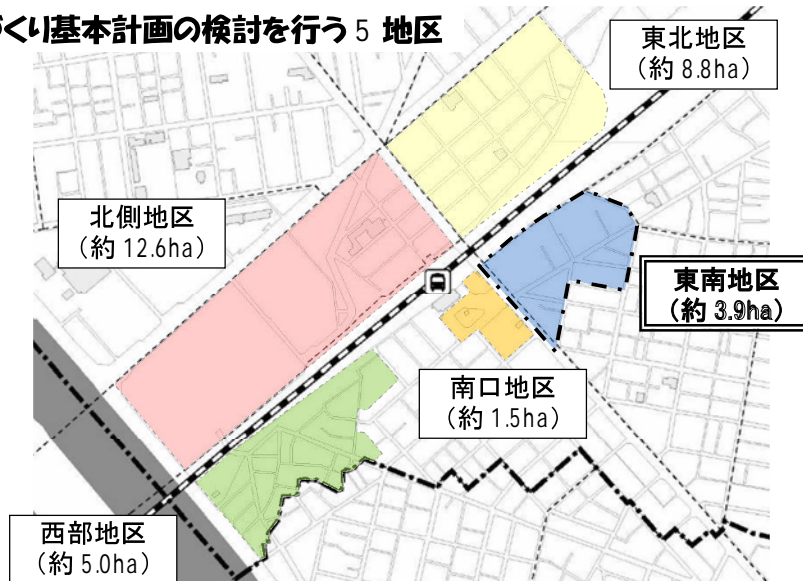 づくり基本計画の検討を行う 5 地区
東北地区
（約 8.8ha）
北側地区
（約 12.6ha）
東南地区
（約 3.9ha）
南口地区
（約 1.5ha）
西部地区
（約 5.0ha）